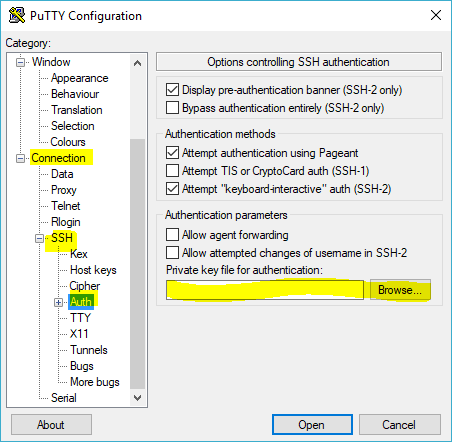 PuTTY Configuration
Category:
Window
Appearance
Behaviour
Translation
Selection
Colours
Connection
Data
Proxy
Telnet
Rlogin
SSH
Kex
Host keys
Cipher
Auth
TTY
X11
Tunnels
Bugs
More bugs
Serial
Options controlling SSH authentication
Display pre-authentication banner (SSH-2 only)
Bypass authentication entirely (SSH-2 only)
Authentication methods
Attempt authentication using Pageant
Attempt TIS or CryptoCard auth (SSH-1)
Attempt "keyboard-interactive" auth (SSH-2)
Authentication parameters
Allow agent forwarding
Allow attempted changes of username in SSH-2
Private key file for authentication:
Browse...
About
Open
Cancel